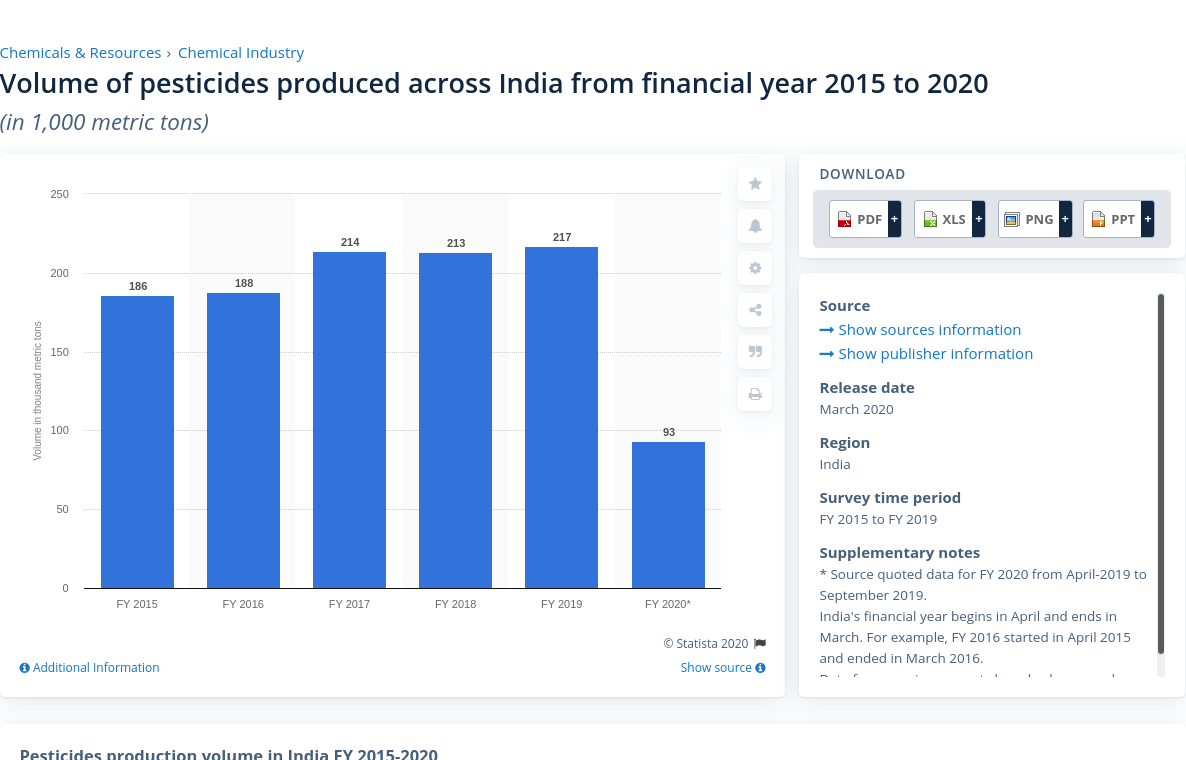 Chemicals & Resources › Chemical Industry
Volume of pesticides produced across India from financial year 2015 to 2020
(in 1,000 metric tons)
250
200
150
100
50
0
Volume in thousand metric tons
186
188
214
213
217
93
FY 2015
FY 2016
FY 2017
FY 2018
FY 2019
FY 2020*
© Statista 2020
Additional Information
Show source
DOWNLOAD
PDF +
XLS +
PNG +
PPT +
Source
Show sources information
Show publisher information
Release date
March 2020
Region
India
Survey time period
FY 2015 to FY 2019
Supplementary notes
* Source quoted data for FY 2020 from April-2019 to
September 2019.
India's financial year begins in April and ends in
March. For example, FY 2016 started in April 2015
and ended in March 2016.
Pesticides production volume in India FY 2015-2020